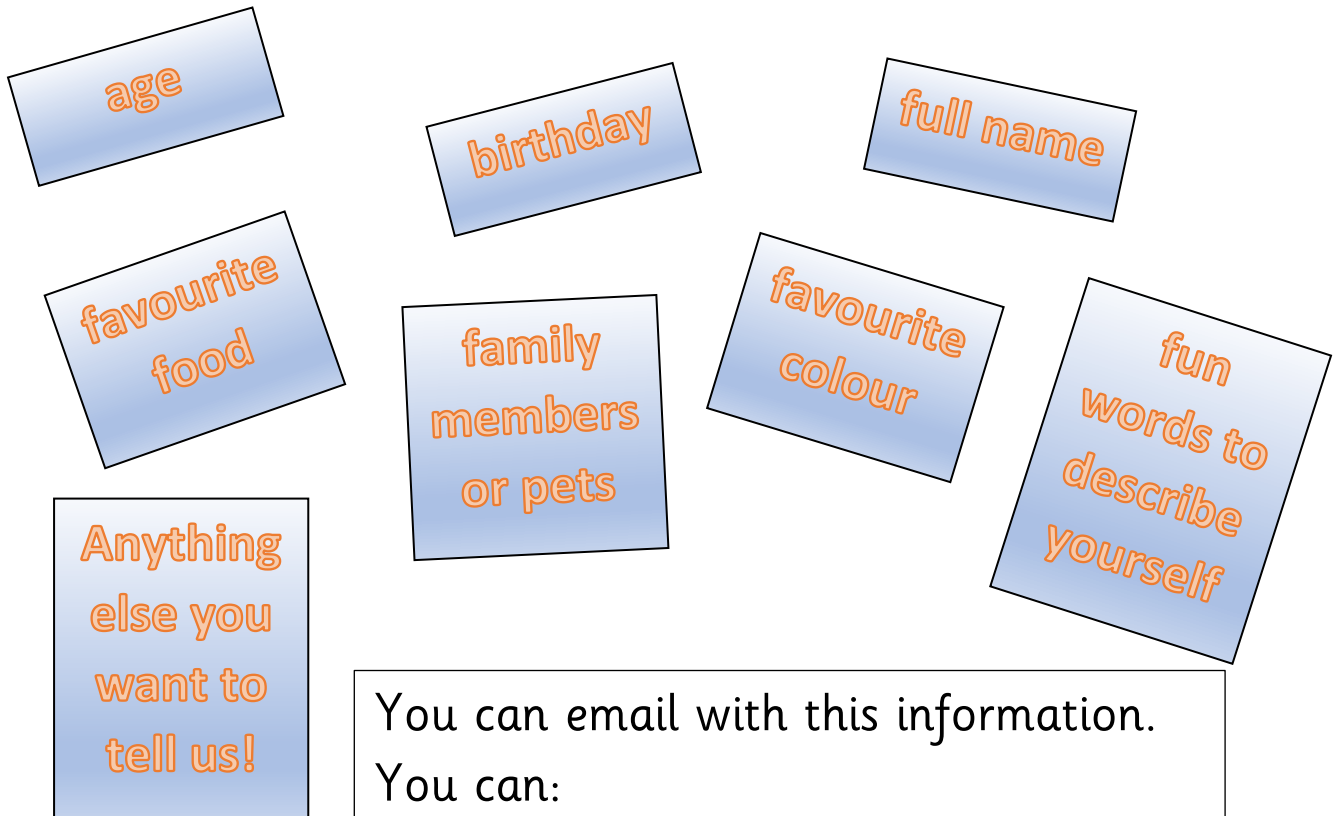 age
birthday
full name
favourite
food
family
members
or pets
favourite
colour
fun
words to
describe
yourself
Anything
else you
want to
tell us!
You can email with this information.
You can: